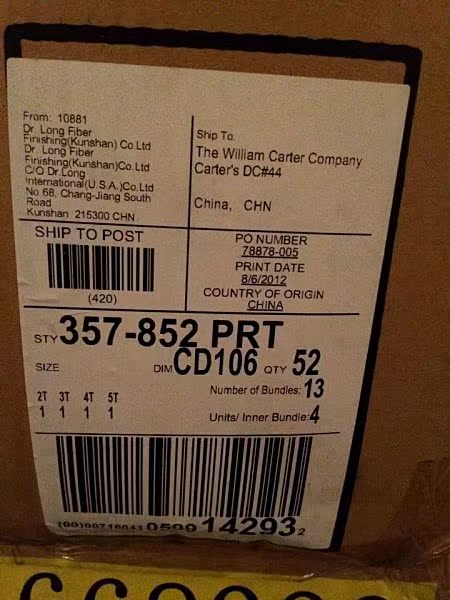 From: 10881
Dr. Long Fiber
Finishing(Kunshan) Co.Ltd
Dr. Long Fiber
Finishing(Kunshan)Co.Ltd
C/O Dr.Long
International(U.S.A.)Co.Ltd
No 68, Chang-Jiang South
Road
Kunshan 215300 CHN
Ship To:
The William Carter Company
Carter's DC#44
China, CHN
SHIP TO POST
(420)
PO NUMBER
78878-005
PRINT DATE
8/6/2012
COUNTRY OF ORIGIN
CHINA
STY 357-852 PRT
SIZE DIM CD106 QTY 52
2T 3T 4T 5T
1 1 1 1
Number of Bundles: 13
Units/ Inner Bundle: 4
14293 2